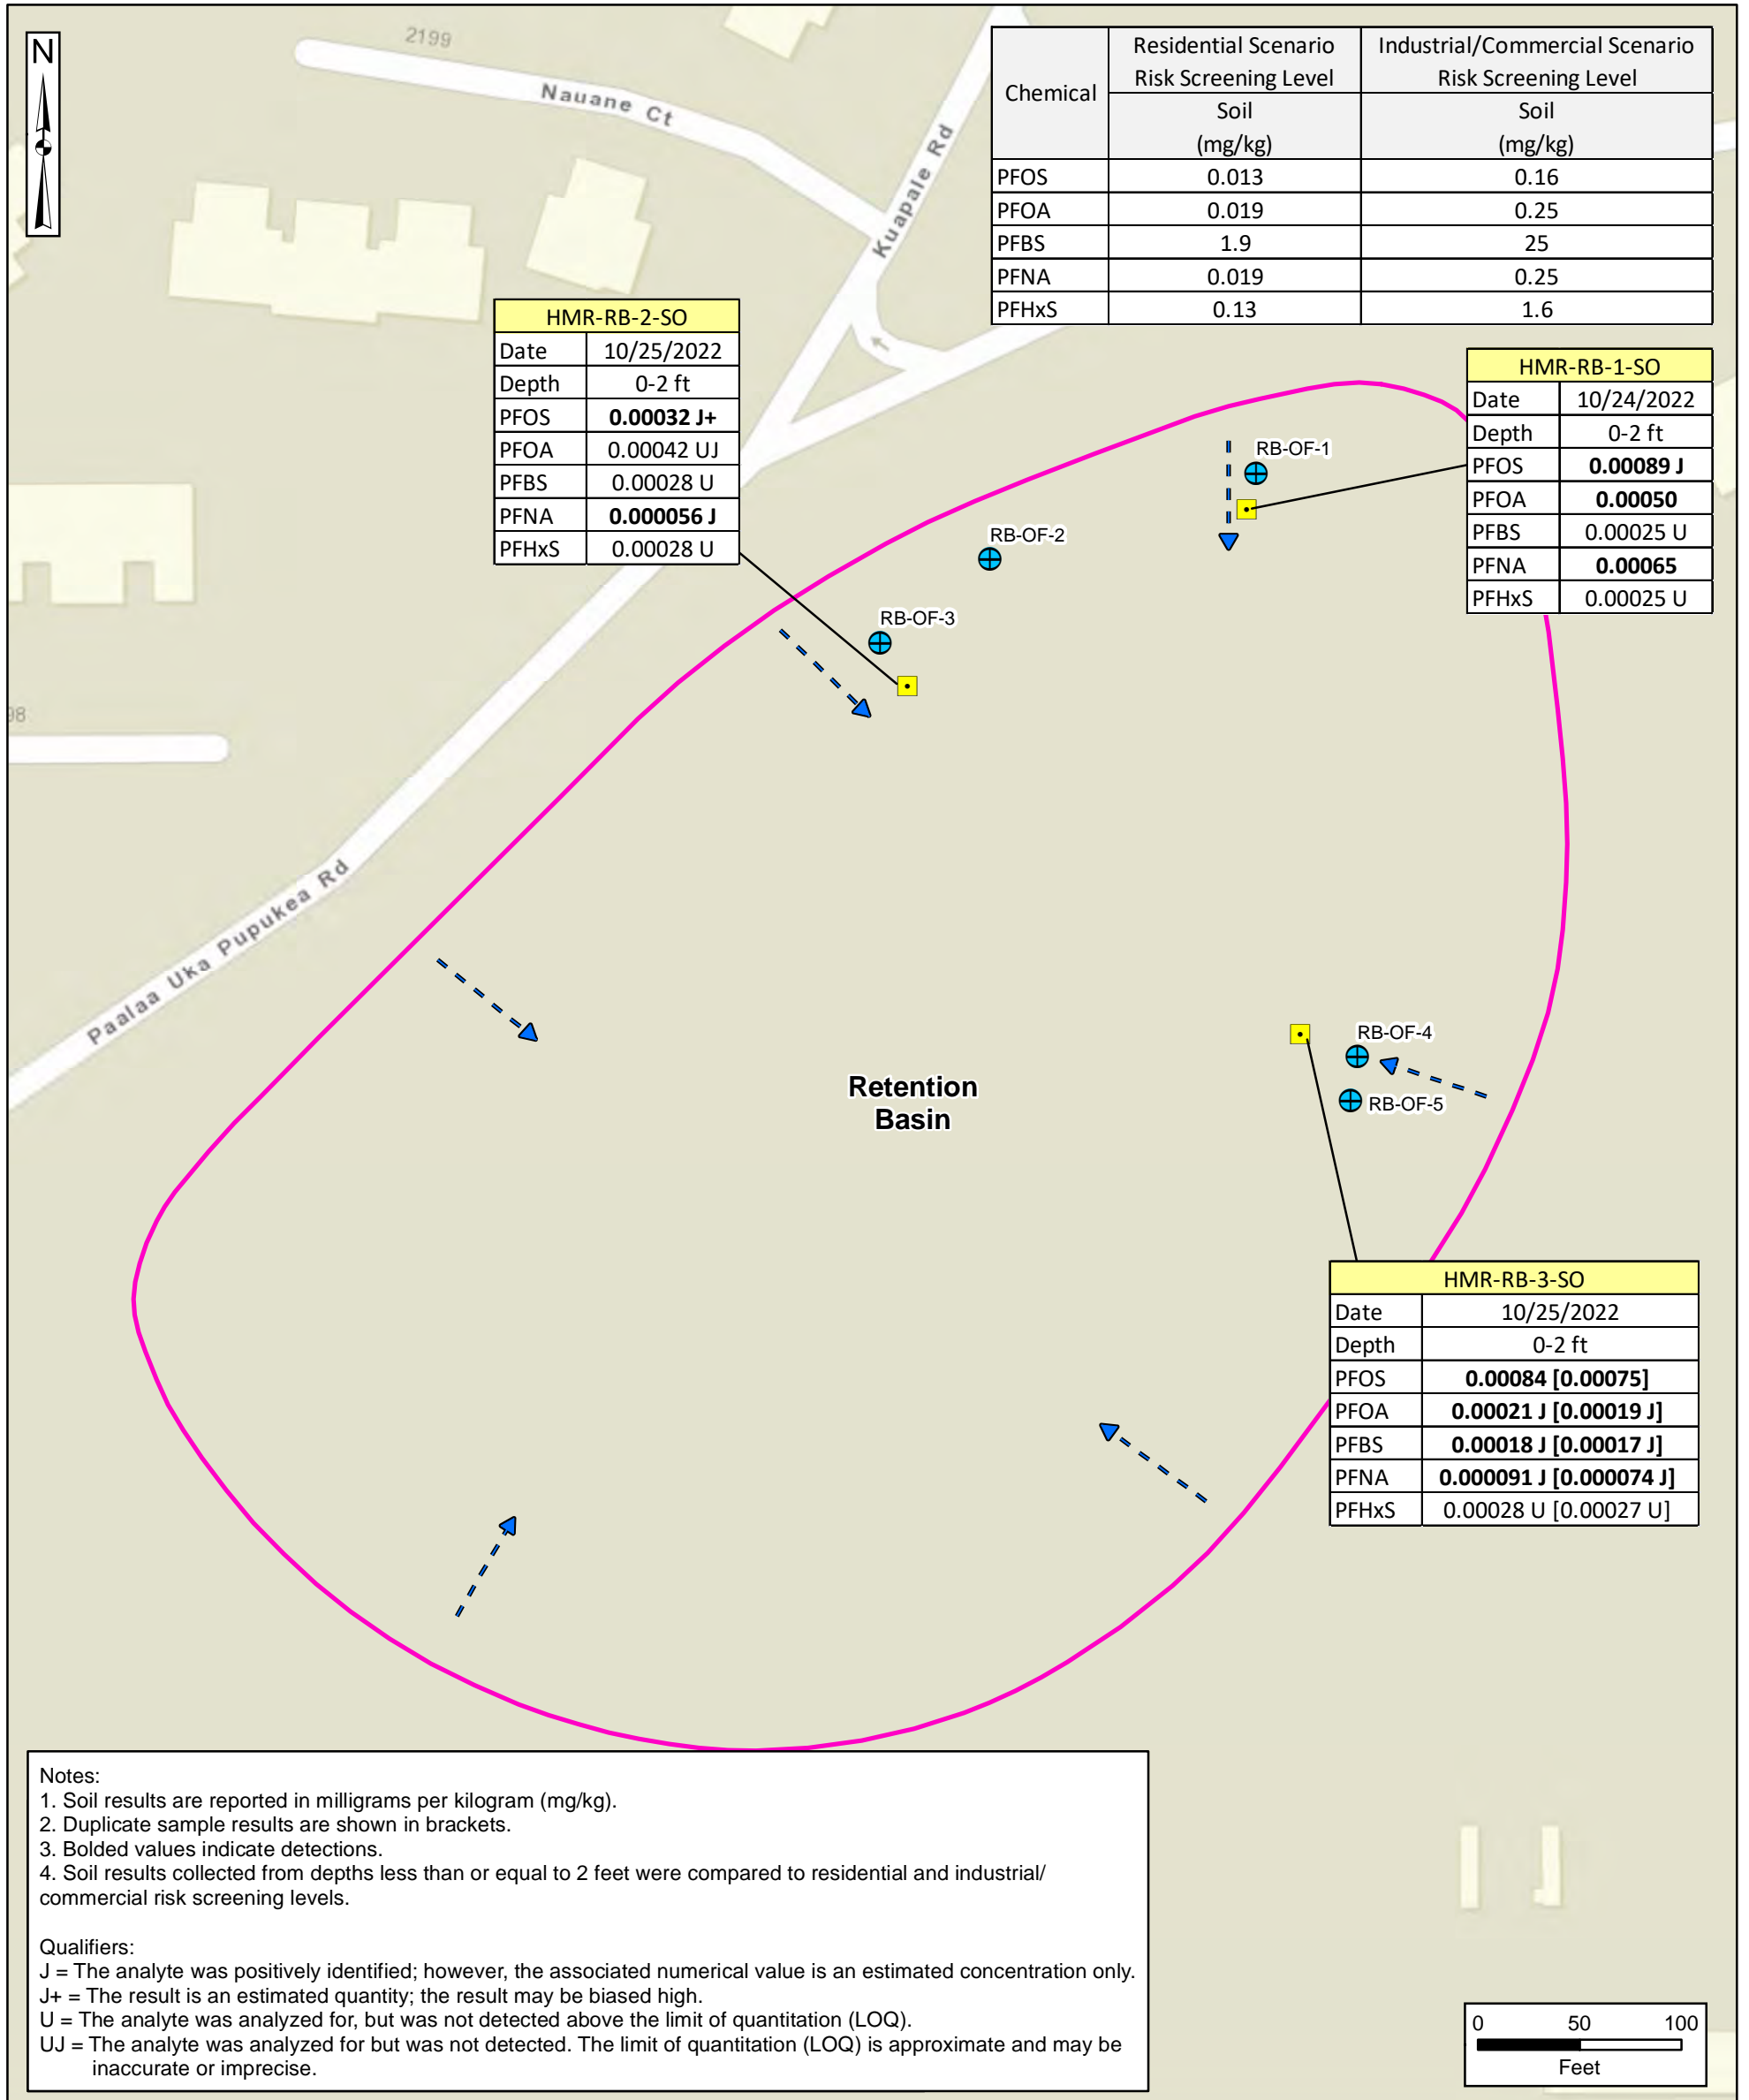 N
2199
Nauane Ct
Kuapale Rd
Chemical
Residential Scenario
Risk Screening Level
Industrial/Commercial Scenario
Risk Screening Level
Soil
(mg/kg)
Soil
(mg/kg)
PFOS 0.013 0.16
PFOA 0.019 0.25
PFBS 1.9 25
PFNA 0.019 0.25
PFHxS 0.13 1.6
HMR-RB-2-SO
Date 10/25/2022
Depth 0-2 ft
PFOS 0.00032 J+
PFOA 0.00042 UJ
PFBS 0.00028 U
PFNA 0.000056 J
PFHxS 0.00028 U
HMR-RB-1-SO
Date 10/24/2022
Depth 0-2 ft
PFOS 0.00089 J
PFOA 0.00050
PFBS 0.00025 U
PFNA 0.00065
PFHxS 0.00025 U
RB-OF-1
RB-OF-2
RB-OF-3
98
Paalaa Uka Pupukea Rd
RB-OF-4
RB-OF-5
Retention
Basin
HMR-RB-3-SO
Date 10/25/2022
Depth 0-2 ft
PFOS 0.00084 [0.00075]
PFOA 0.00021 J [0.00019 J]
PFBS 0.00018 J [0.00017 J]
PFNA 0.000091 J [0.000074 J]
PFHxS 0.00028 U [0.00027 U]
Notes:
1. Soil results are reported in milligrams per kilogram (mg/kg).
2. Duplicate sample results are shown in brackets.
3. Bolded values indicate detections.
4. Soil results collected from depths less than or equal to 2 feet were compared to residential and industrial/
commercial risk screening levels.
Qualifiers:
J = The analyte was positively identified; however, the associated numerical value is an estimated concentration only.
J+ = The result is an estimated quantity; the result may be biased high.
U = The analyte was analyzed for, but was not detected above the limit of quantitation (LOQ).
UJ = The analyte was analyzed for but was not detected. The limit of quantitation (LOQ) is approximate and may be
inaccurate or imprecise.
0 50 100
Feet